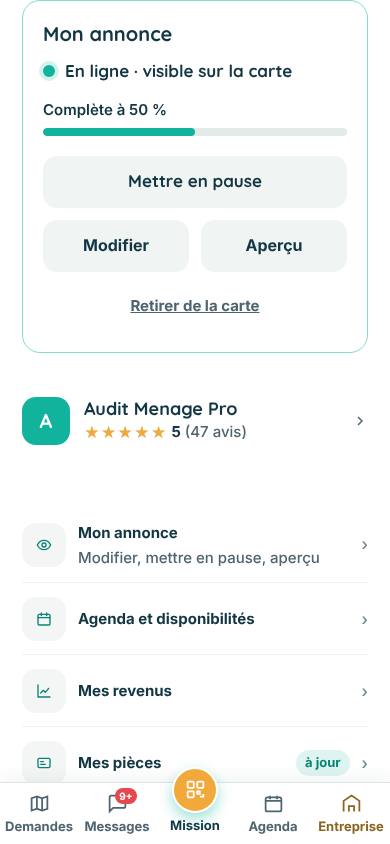 Mon annonce
En ligne · visible sur la carte
Complète à 50 %
Mettre en pause
Modifier
Aperçu
Retirer de la carte
A
Audit Menage Pro
★★★★★ 5 (47 avis)
Mon annonce
Modifier, mettre en pause, aperçu
Agenda et disponibilités
Mes revenus
Mes pièces
à jour
9+
Demandes
Messages
Mission
Agenda
Entreprise